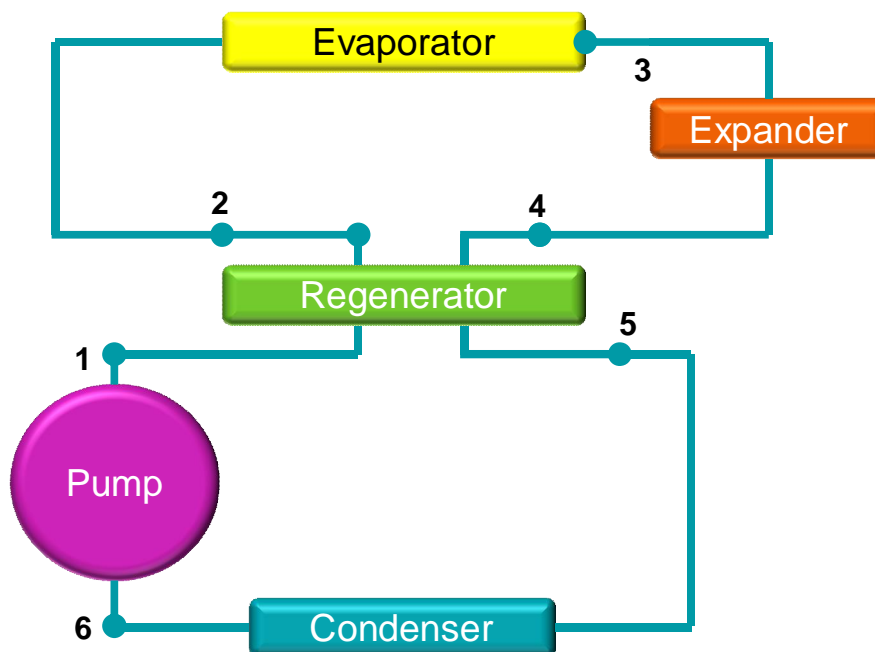 Evaporator
3
Expander
2
4
Regenerator
5
1
Pump
6
Condenser